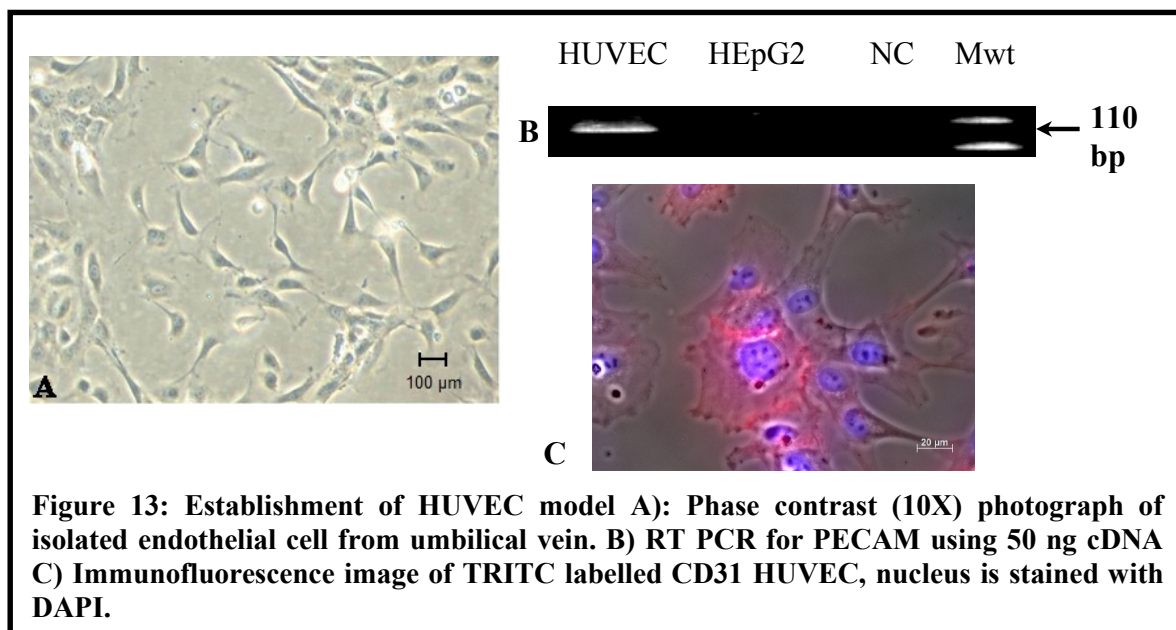 HUVEC HEpG2 NC Mwt
B
110
bp
A
100 µm
C
20 µm
Figure 13: Establishment of HUVEC model A): Phase contrast (10X) photograph of
isolated endothelial cell from umbilical vein. B) RT PCR for PECAM using 50 ng cDNA
C) Immunofluorescence image of TRITC labelled CD31 HUVEC, nucleus is stained with
DAPI.